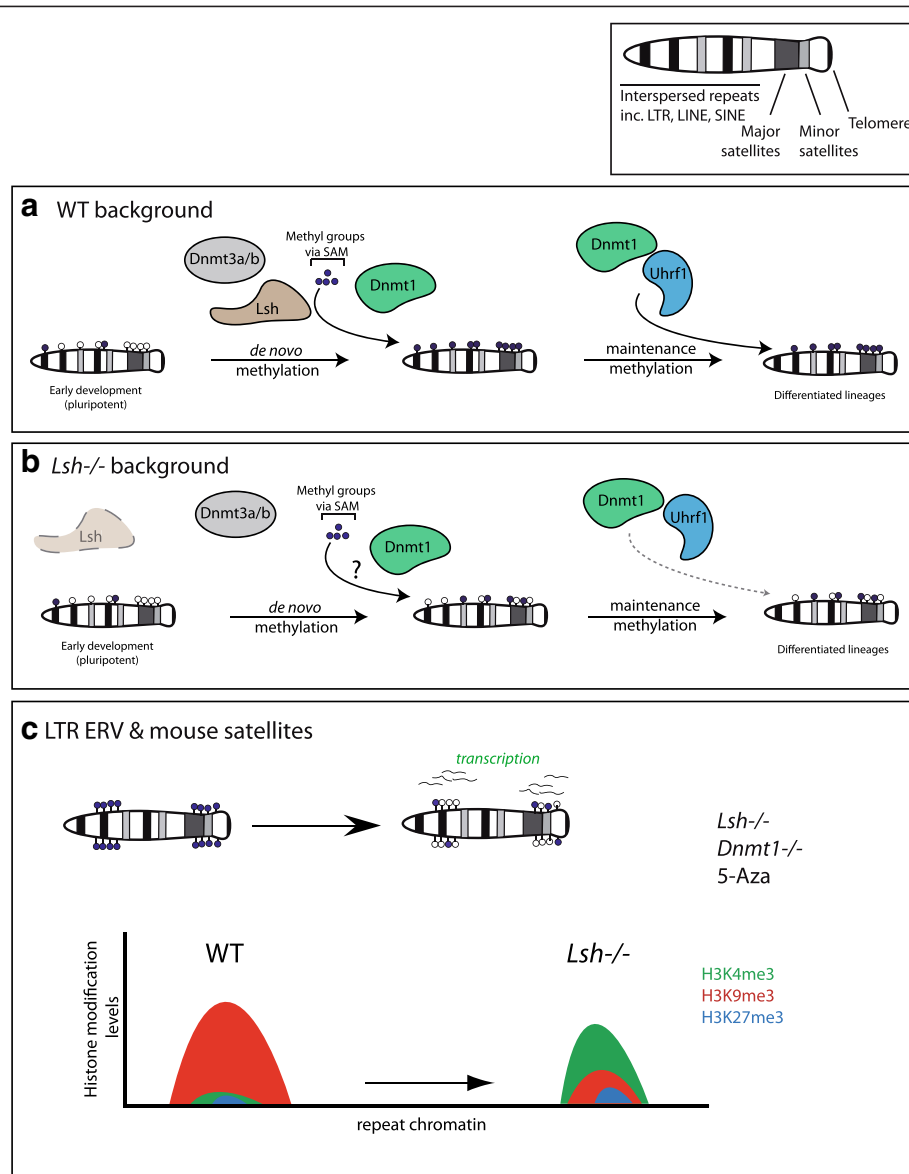 Interspersed repeats
inc. LTR, LINE, SINE
Major
satellites
Minor
satellites
Telomere
a WT background
Dnmt3a/b
Lsh
Methyl groups
via SAM
Dnmt1
Dnmt1
Uhrf1
de novo
methylation
maintenance
methylation
Early development
(pluripotent)
Differentiated lineages
b Lsh-/- background
Lsh
Dnmt3a/b
Methyl groups
via SAM
?
Dnmt1
Dnmt1
Uhrf1
de novo
methylation
maintenance
methylation
Early development
(pluripotent)
Differentiated lineages
c LTR ERV & mouse satellites
transcription
Lsh-/-
Dnmt1-/-
5-Aza
Histone modification
levels
WT
Lsh-/-
H3K4me3
H3K9me3
H3K27me3
repeat chromatin